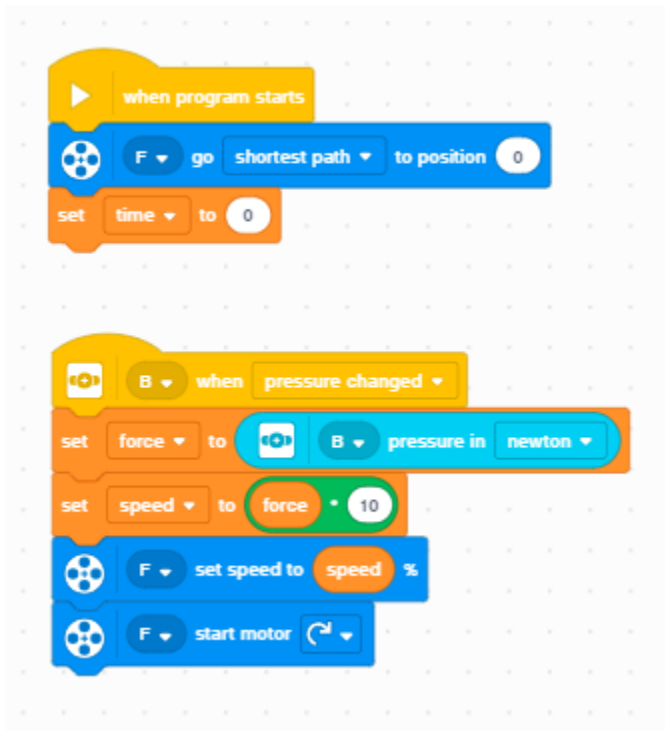 when program starts
F go shortest path to position 0
set time to 0
B when pressure changed
set force to B pressure in newton
set speed to force * 10
F set speed to speed %
F start motor